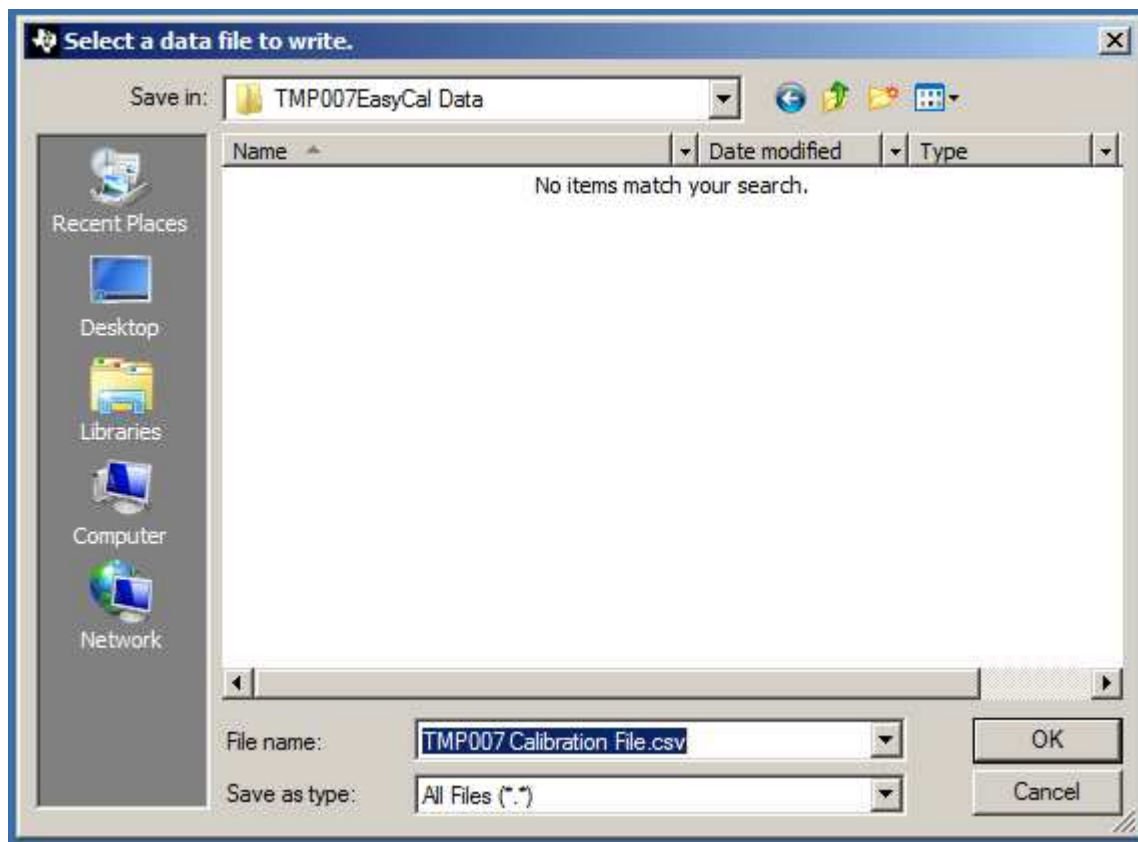 Select a data file to write.
Save in: TMP007EasyCal Data
Name Date modified Type
No items match your search.
Recent Places
Desktop
Libraries
Computer
Network
File name: TMP007 Calibration File.csv OK
Save as type: All Files (*.*) Cancel